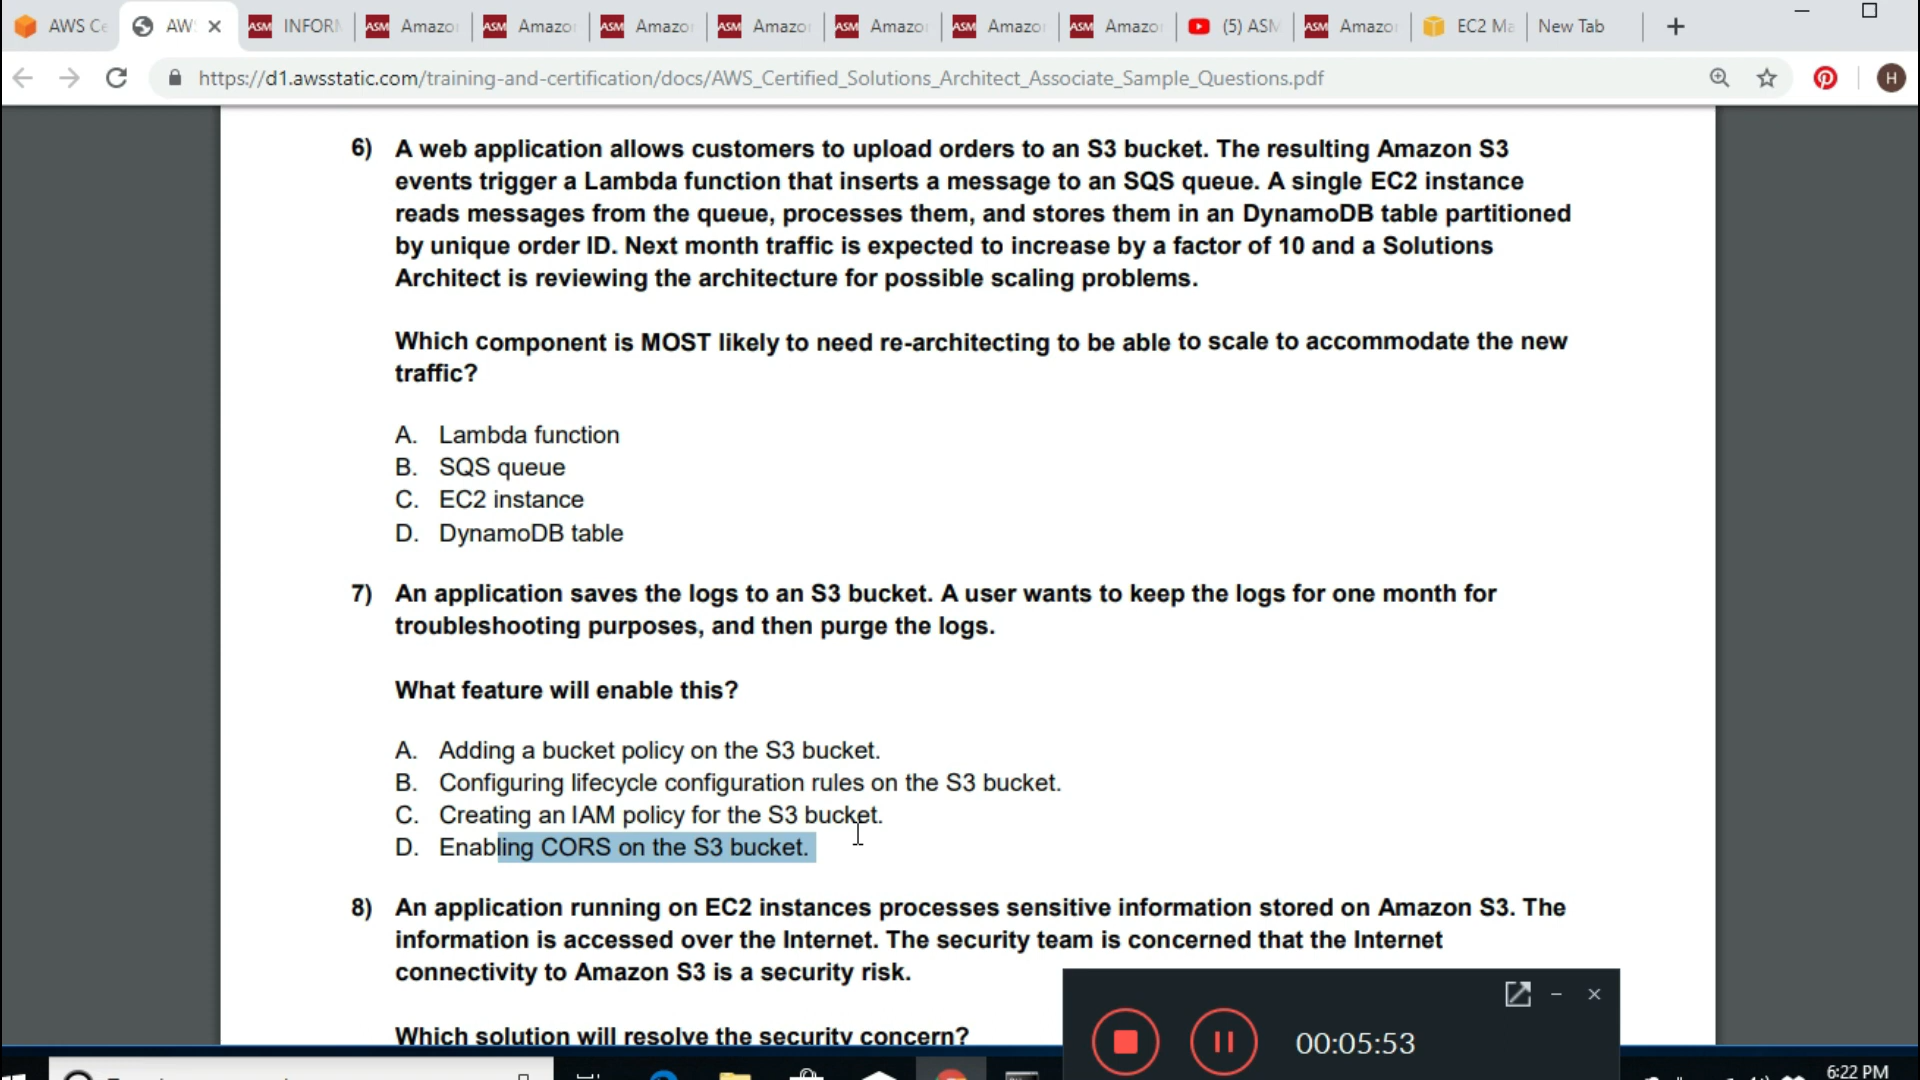 AWS Ce
AW
ASM INFORM
ASM Amazo
ASM Amazo
ASM Amazo
ASM Amazo
ASM Amazo
ASM Amazo
ASM Amazo
(5) ASM
ASM Amazo
EC2 Ma
New Tab
https://d1.awsstatic.com/training-and-certification/docs/AWS_Certified_Solutions_Architect_Associate_Sample_Questions.pdf
H
6) A web application allows customers to upload orders to an S3 bucket. The resulting Amazon S3
events trigger a Lambda function that inserts a message to an SQS queue. A single EC2 instance
reads messages from the queue, processes them, and stores them in an DynamoDB table partitioned
by unique order ID. Next month traffic is expected to increase by a factor of 10 and a Solutions
Architect is reviewing the architecture for possible scaling problems.
Which component is MOST likely to need re-architecting to be able to scale to accommodate the new
traffic?
A. Lambda function
B. SQS queue
C. EC2 instance
D. DynamoDB table
7) An application saves the logs to an S3 bucket. A user wants to keep the logs for one month for
troubleshooting purposes, and then purge the logs.
What feature will enable this?
A. Adding a bucket policy on the S3 bucket.
B. Configuring lifecycle configuration rules on the S3 bucket.
C. Creating an IAM policy for the S3 bucket.
D. Enabling CORS on the S3 bucket.
8) An application running on EC2 instances processes sensitive information stored on Amazon S3. The
information is accessed over the Internet. The security team is concerned that the Internet
connectivity to Amazon S3 is a security risk.
Which solution will resolve the security concern?
00:05:53
6:22 PM